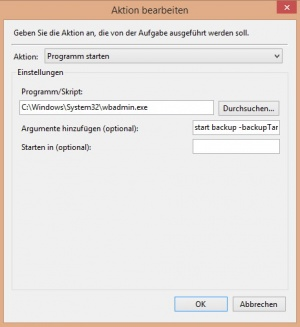 Aktion bearbeiten
Geben Sie die Aktion an, die von der Aufgabe ausgeführt werden soll.
Aktion: Programm starten
Einstellungen
Programm/Skript:
C:\Windows\System32\wbadmin.exe Durchsuchen...
Argumente hinzufügen (optional): start backup -backupTar
Starten in (optional):
OK Abbrechen